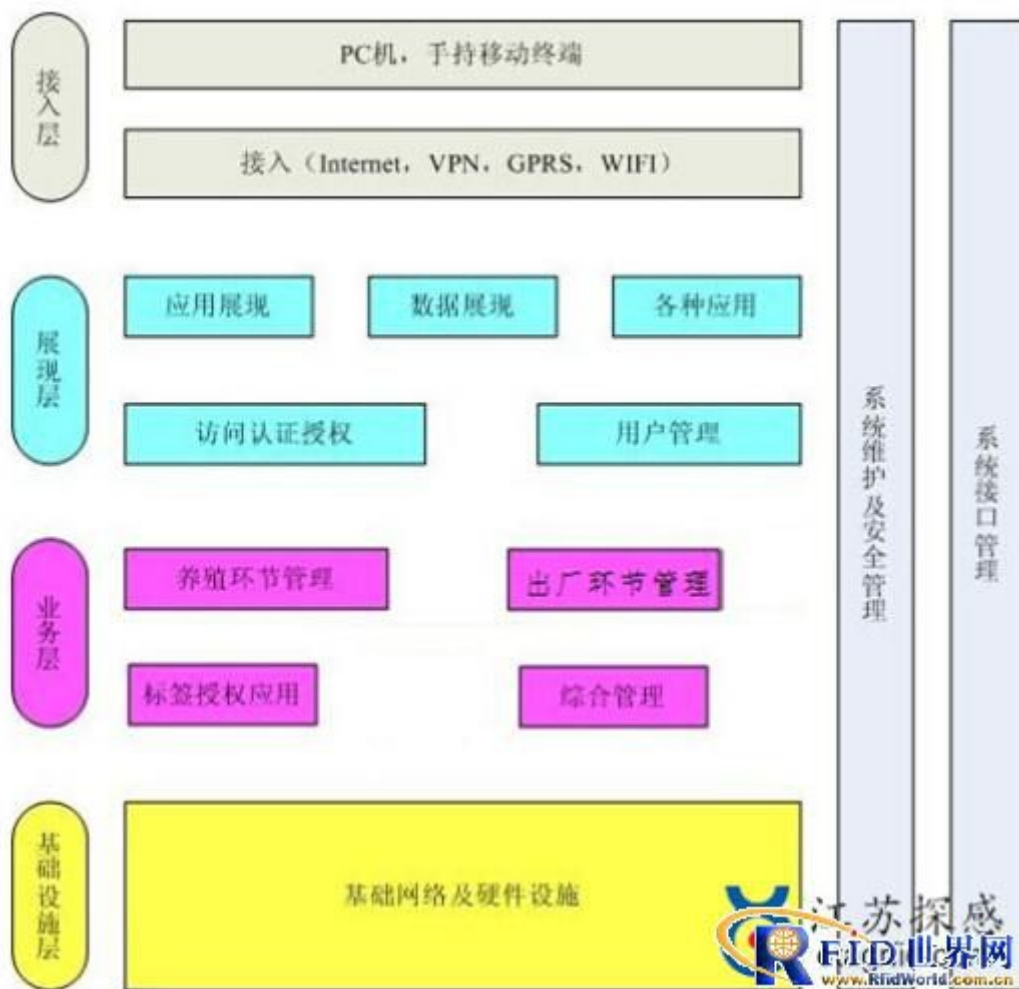 接入层
PC机，手持移动终端
接入（Internet，VPN，GPRS，WIFI）
展现层
应用展现
数据展现
各种应用
访问认证授权
用户管理
业务层
养殖环节管理
出厂环节管理
标签授权应用
综合管理
基础设施层
基础网络及硬件设施
系统维护及安全管理
系统接口管理
江苏探感
RFID世界网
www.RfidWorld.com.cn